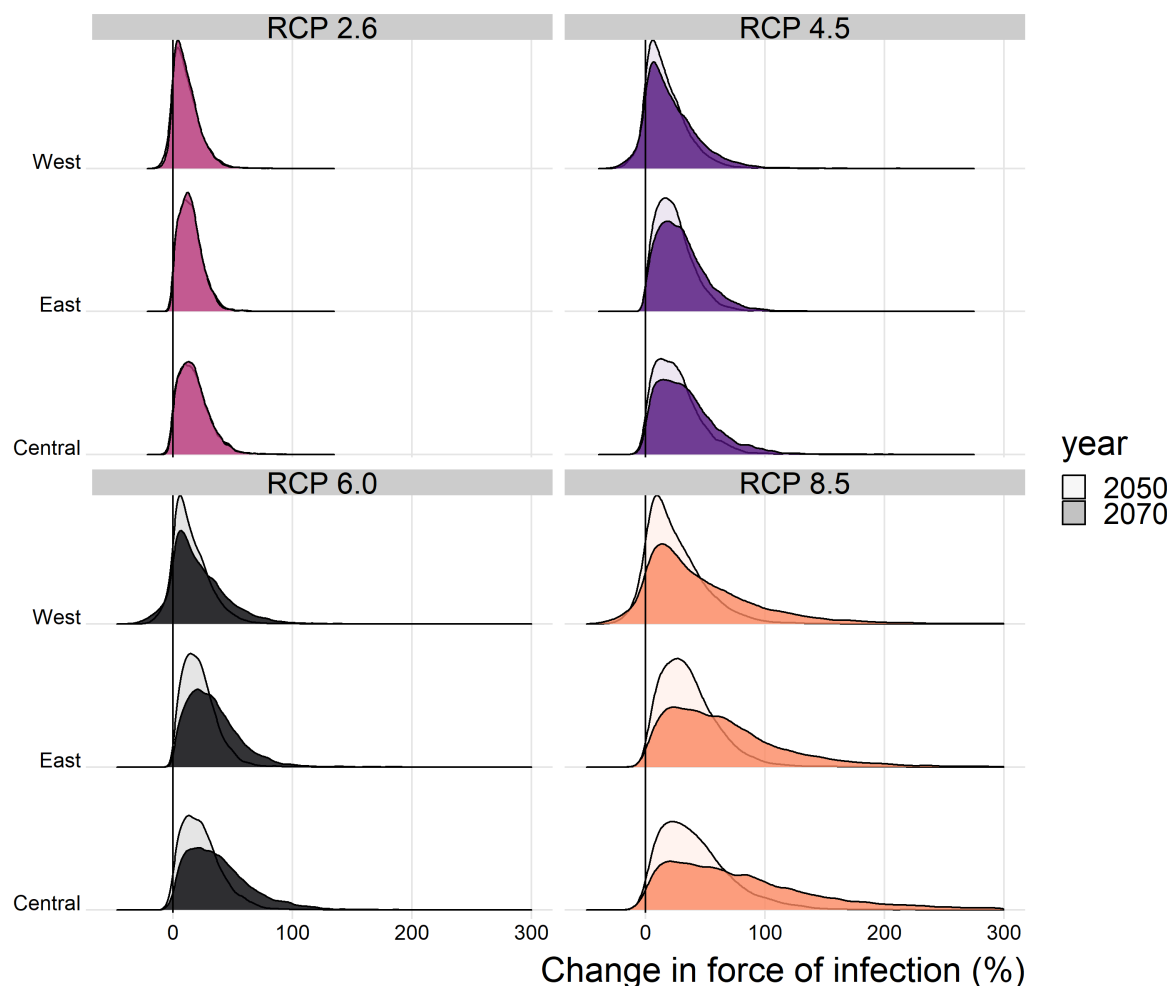 RCP 2.6
RCP 4.5
West
East
Central
RCP 6.0
RCP 8.5
year
2050
2070
West
East
Central
0 100 200 300
0 100 200 300
Change in force of infection (%)